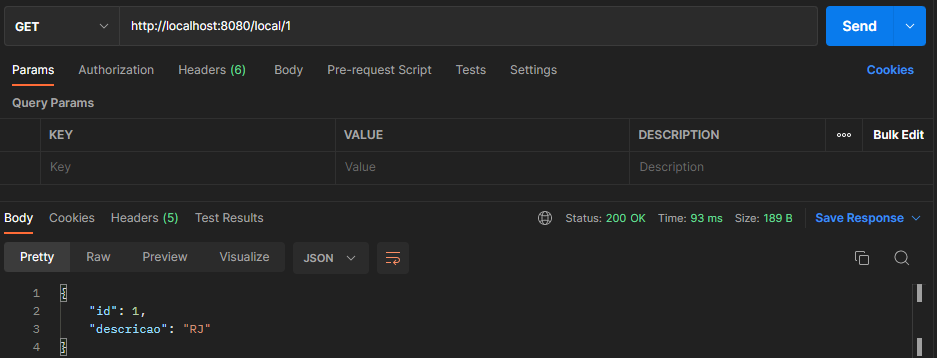 GET http://localhost:8080/local/1 Send
Params Authorization Headers (6) Body Pre-request Script Tests Settings Cookies
Query Params
KEY VALUE DESCRIPTION ooo Bulk Edit
Key Value Description
Body Cookies Headers (5) Test Results Status: 200 OK Time: 93 ms Size: 189 B Save Response
Pretty Raw Preview Visualize JSON
1 {
2 "id": 1,
3 "descricao": "RJ"
4 }